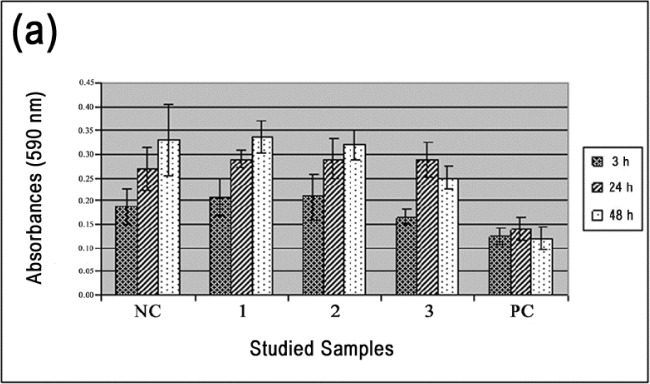 (a)
Absorbances (590 nm)
0.45
0.40
0.35
0.30
0.25
0.20
0.15
0.10
0.05
0.00
NC 1 2 3 PC
Studied Samples
3 h
24 h
48 h